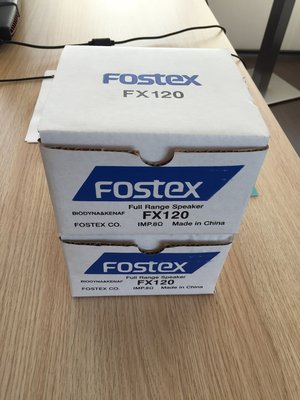 FOSTEX
FX120
FOSTEX
Full Range Speaker
BIODYNA&KENAF FX120
FOSTEX CO. IMP.8Ω Made in China
FOSTEX
Full Range Speaker
BIODYNA&KENAF FX120
FOSTEX CO. IMP.8Ω Made in China